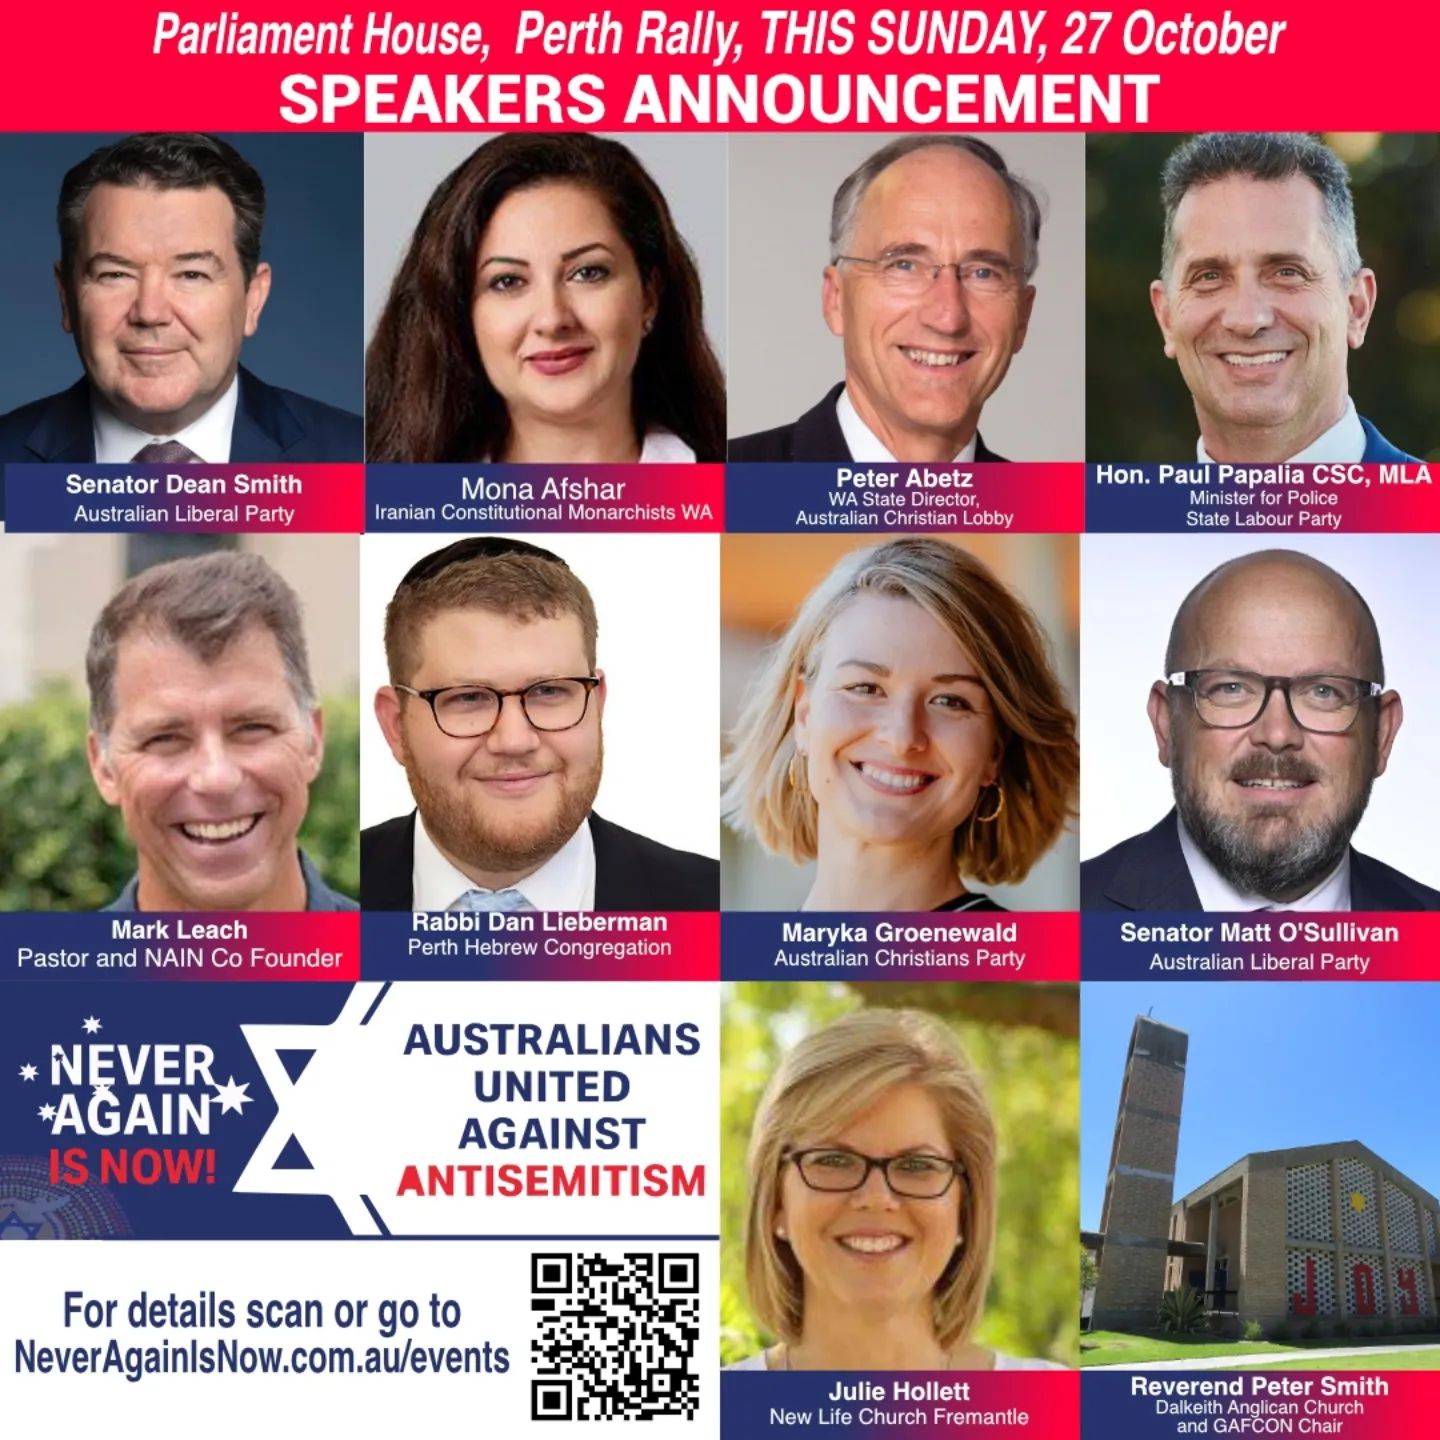 Parliament House, Perth Rally, THIS SUNDAY, 27 October
SPEAKERS ANNOUNCEMENT
Senator Dean Smith
Australian Liberal Party
Mona Afshar
Iranian Constitutional Monarchists WA
Peter Abetz
WA State Director,
Australian Christian Lobby
Hon. Paul Papalia CSC, MLA
Minister for Police
State Labour Party
Mark Leach
Pastor and NAIN Co Founder
Rabbi Dan Lieberman
Perth Hebrew Congregation
Maryka Groenewald
Australian Christians Party
Senator Matt O'Sullivan
Australian Liberal Party
NEVER
AGAIN
IS NOW!
AUSTRALIANS
UNITED
AGAINST
ANTISEMITISM
For details scan or go to
NeverAgainIsNow.com.au/events
Julie Hollett
New Life Church Fremantle
JOY
Reverend Peter Smith
Dalkeith Anglican Church
and GAFCON Chair